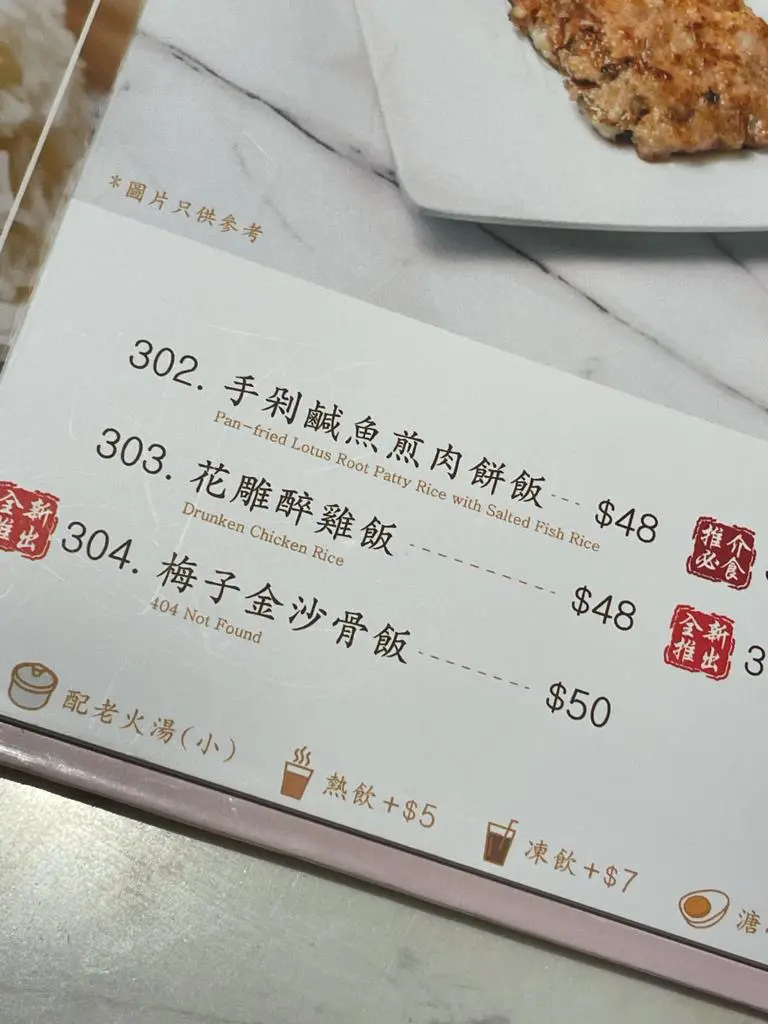 *圖片只供參考
302. 手剁鹹魚煎肉餅飯 --- $48
Pan-fried Lotus Root Patty Rice with Salted Fish Rice
303. 花雕醉雞飯 ---------- $48
Drunken Chicken Rice
推介
必食
全新
推出
304. 梅子金沙骨飯 -------- $50
404 Not Found
全新
推出
3
配老火湯(小)
熱飲+$5
凍飲+$7
溏